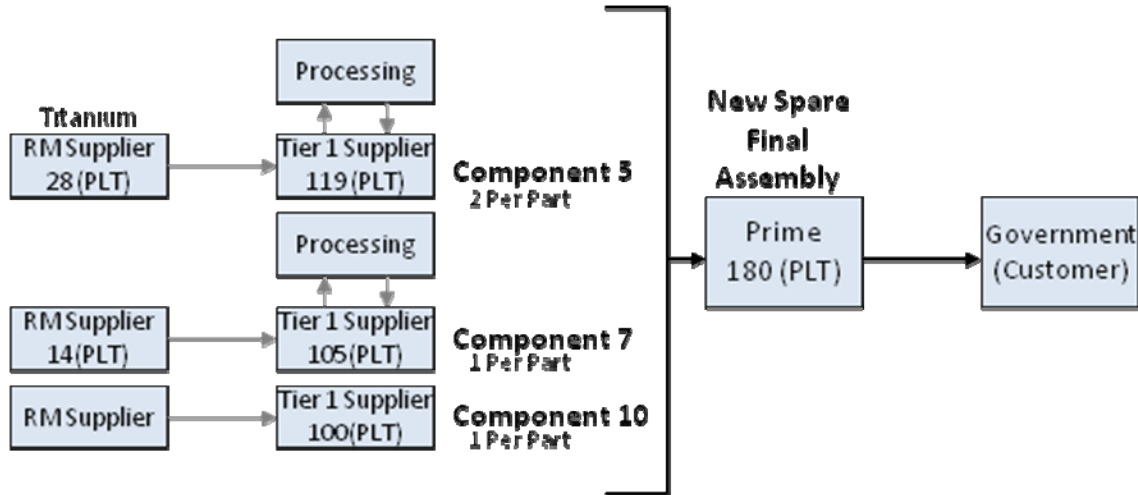 Processing
Titanium
RM Supplier
28 (PLT)
Tier 1 Supplier
119 (PLT)
Component 5
2 Per Part
Processing
RM Supplier
14(PLT)
Tier 1 Supplier
105(PLT)
Component 7
1 Per Part
RM Supplier
Tier 1 Supplier
100(PLT)
Component 10
1 Per Part
New Spare
Final
Assembly
Prime
180 (PLT)
Government
(Customer)